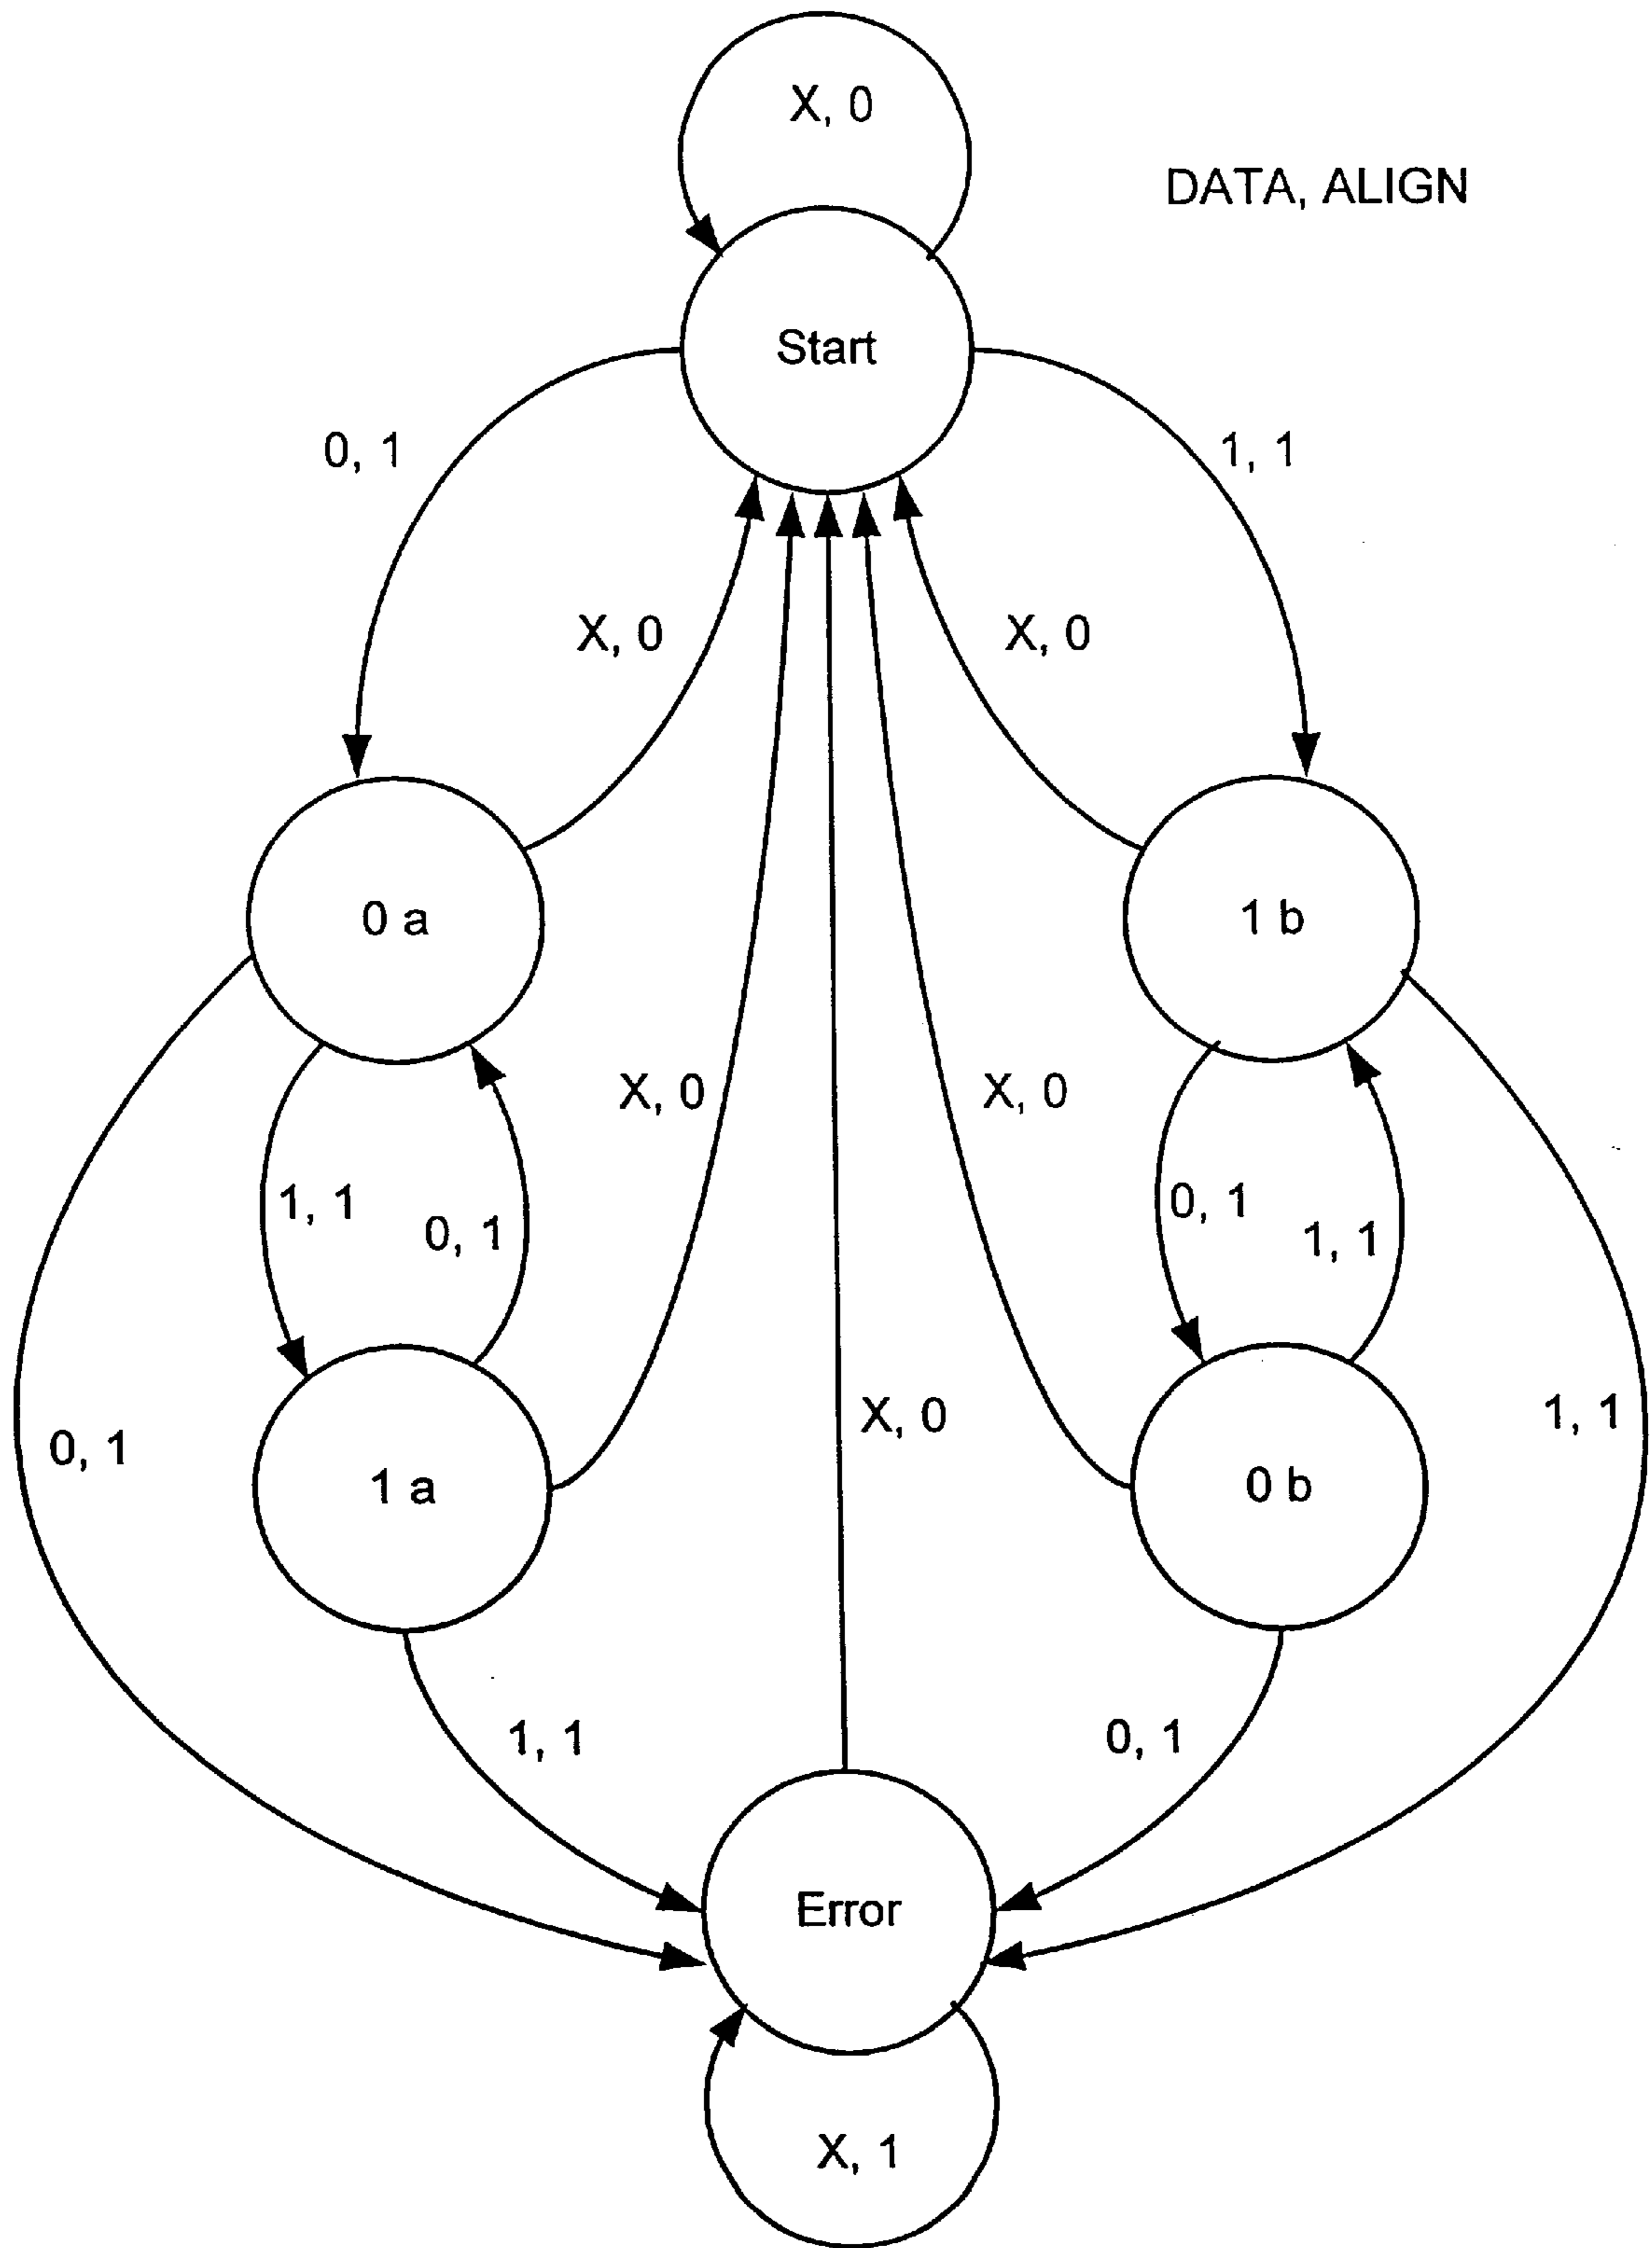 X, 0
DATA, ALIGN
Start
0, 1
1, 1
X, 0
X, 0
0 a
1 b
X, 0
X, 0
1, 1
0, 1
0, 1
1, 1
0, 1
X, 0
1, 1
1 a
0 b
1, 1
0, 1
Error
X, 1